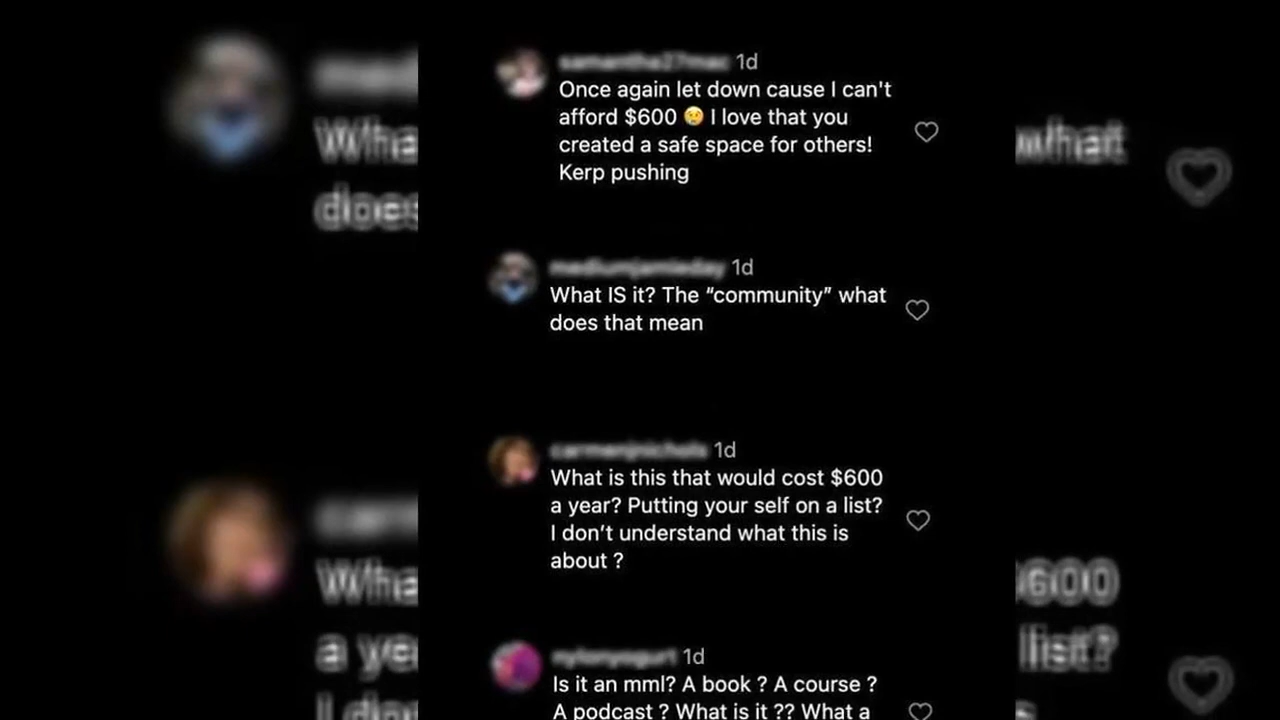 1d
Once again let down cause I can't
afford $600 😢 I love that you
created a safe space for others!
Kerp pushing
1d
What IS it? The “community” what
does that mean
1d
What is this that would cost $600
a year? Putting your self on a list?
I don’t understand what this is
about ?
1d
Is it an mml? A book ? A course ?
A podcast ? What is it ?? What a